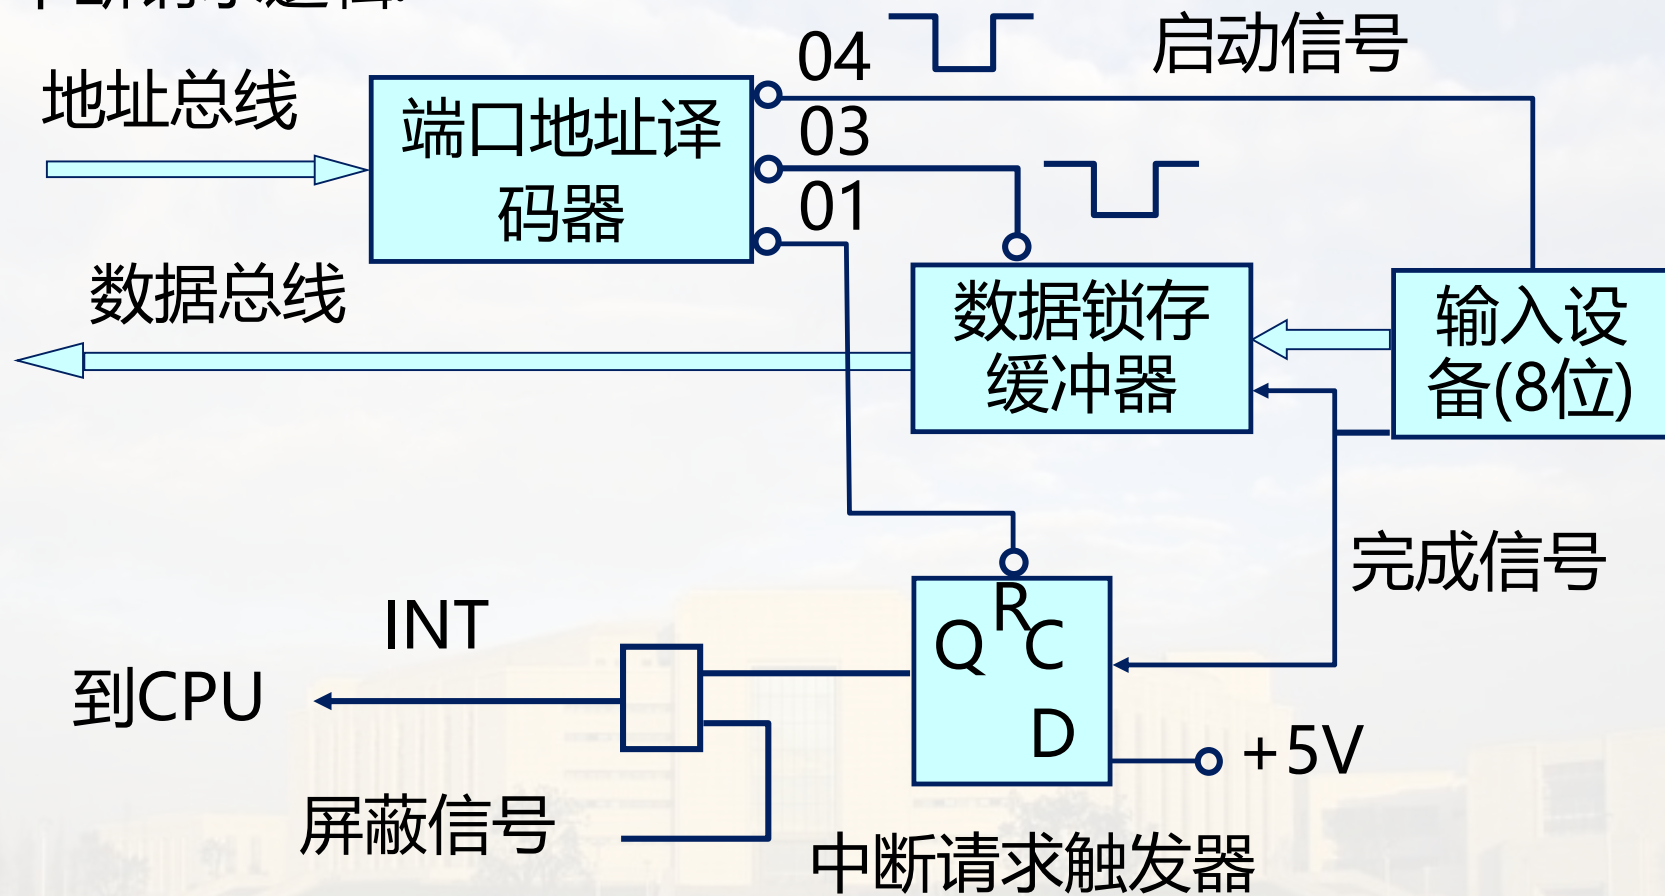 04
启动信号
地址总线
端口地址译
码器
03
01
数据总线
数据锁存
缓冲器
输入设
备(8位)
完成信号
INT
R
Q
C
到CPU
D
+5V
屏蔽信号
中断请求触发器